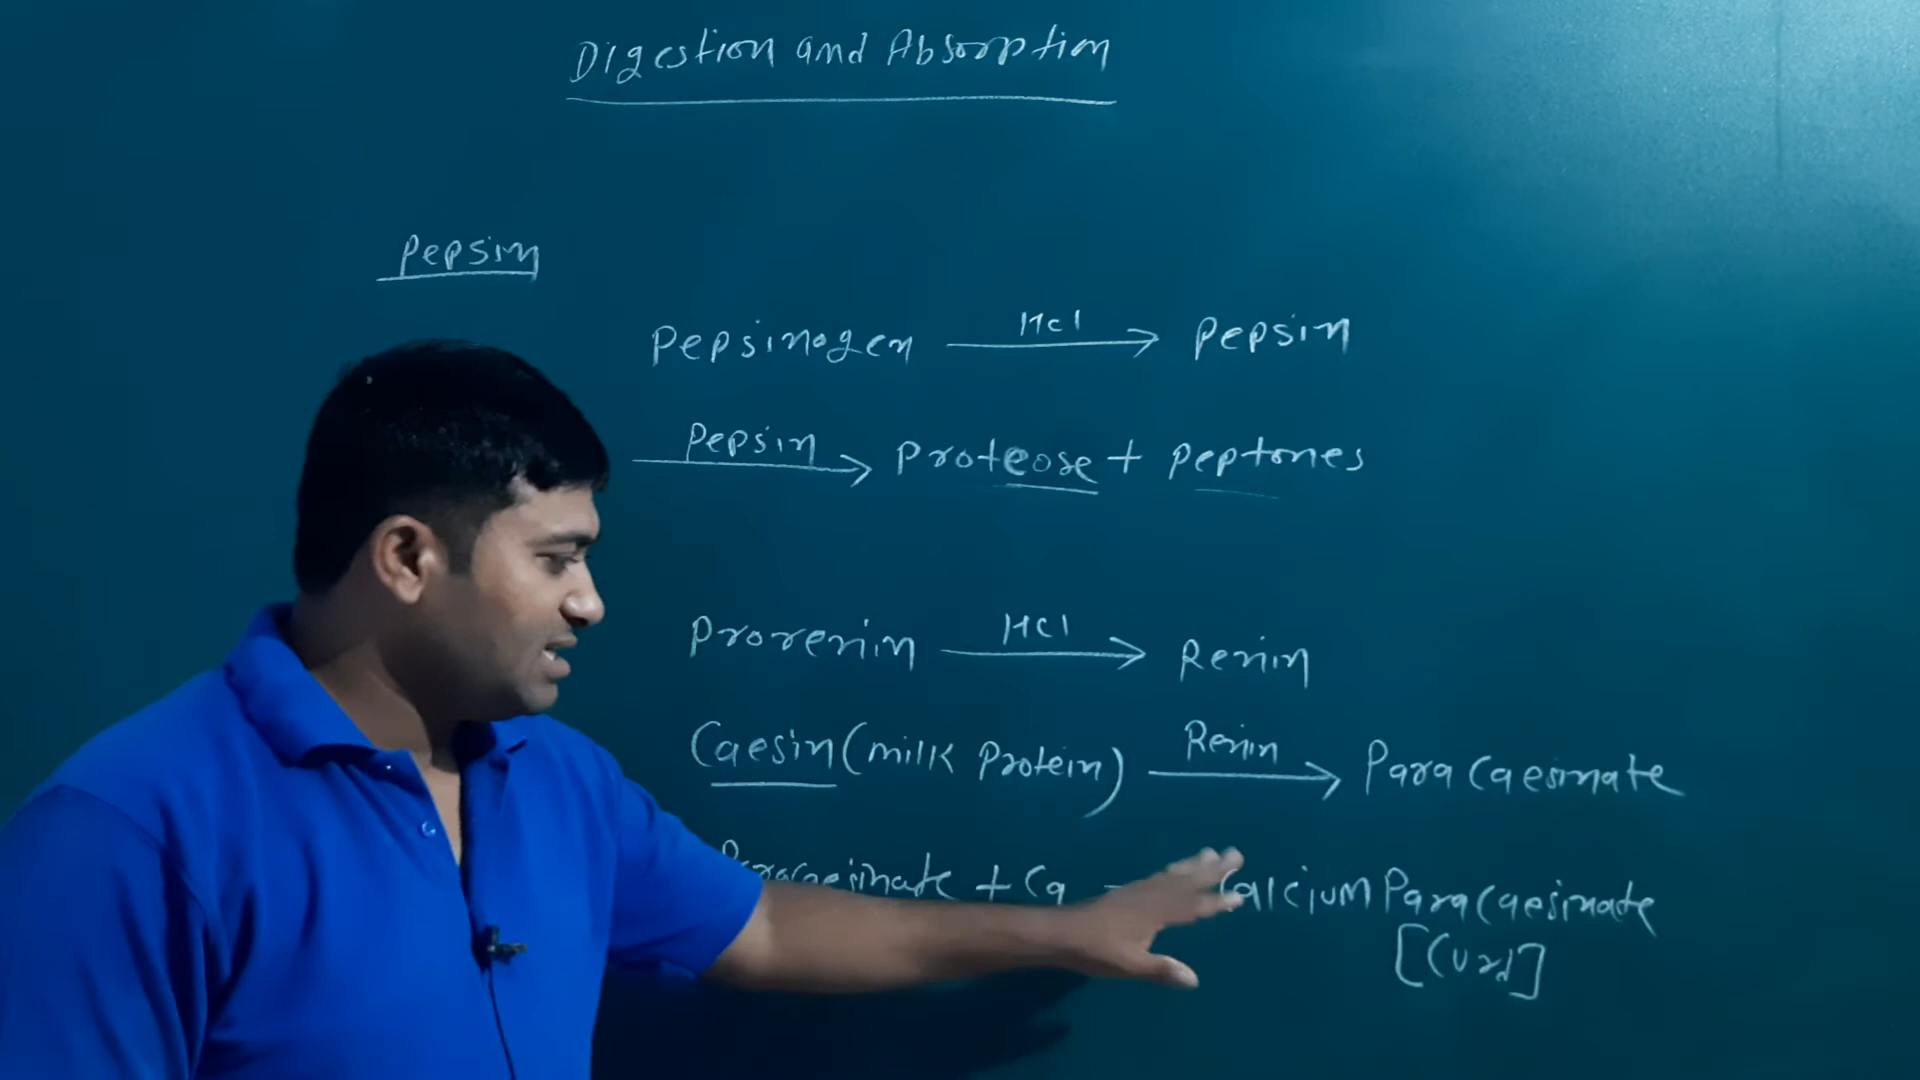 Digestion and Absorption
Pepsin
Pepsinogen HCl → Pepsin
Pepsin → Proteose + Peptones
Prorenin HCl → Renin
Caesin (milk Protein) Renin → Para Caesinate
Paracaesinate + Ca → Calcium Para Caesinate
[Curd]